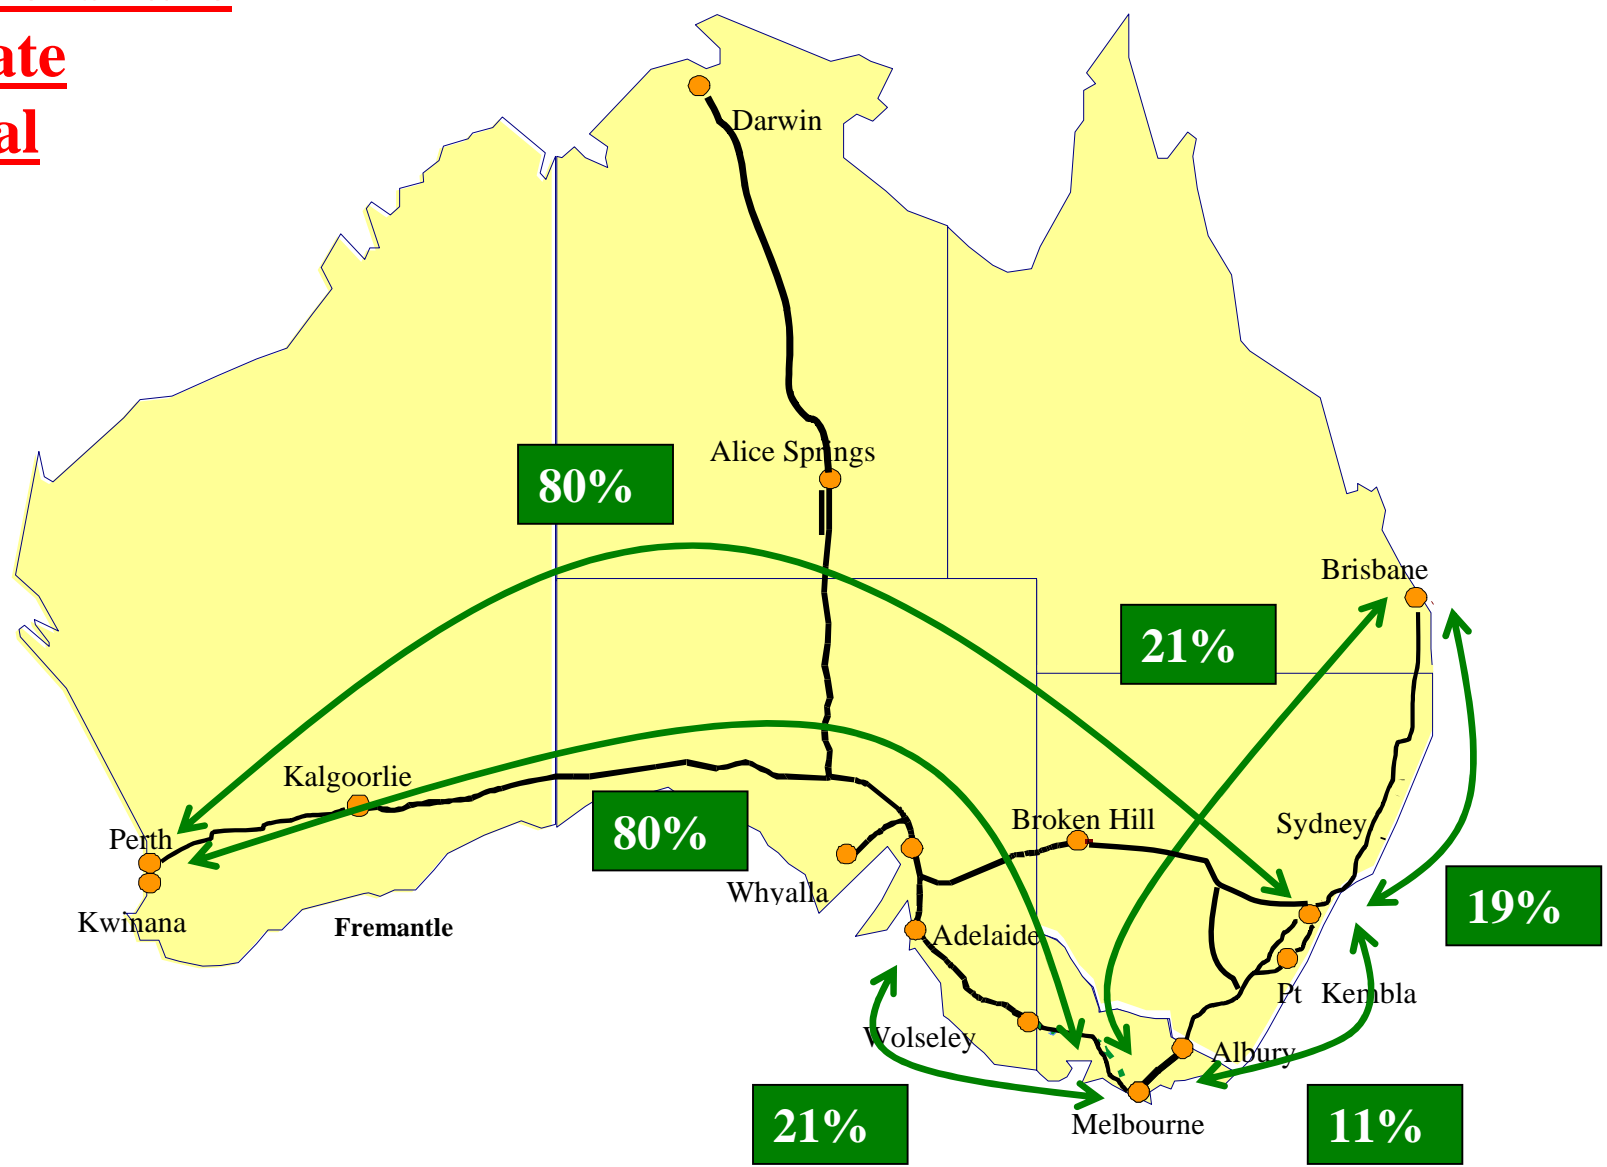 ate
al
Darwin
Alice Springs
80%
Brisbane
21%
Kalgoorlie
Perth
80%
Broken Hill
Sydney
Whyalla
Kwinana
Fremantle
19%
Adelaide
Pt Kembla
Wolseley
Albury
21%
Melbourne
11%